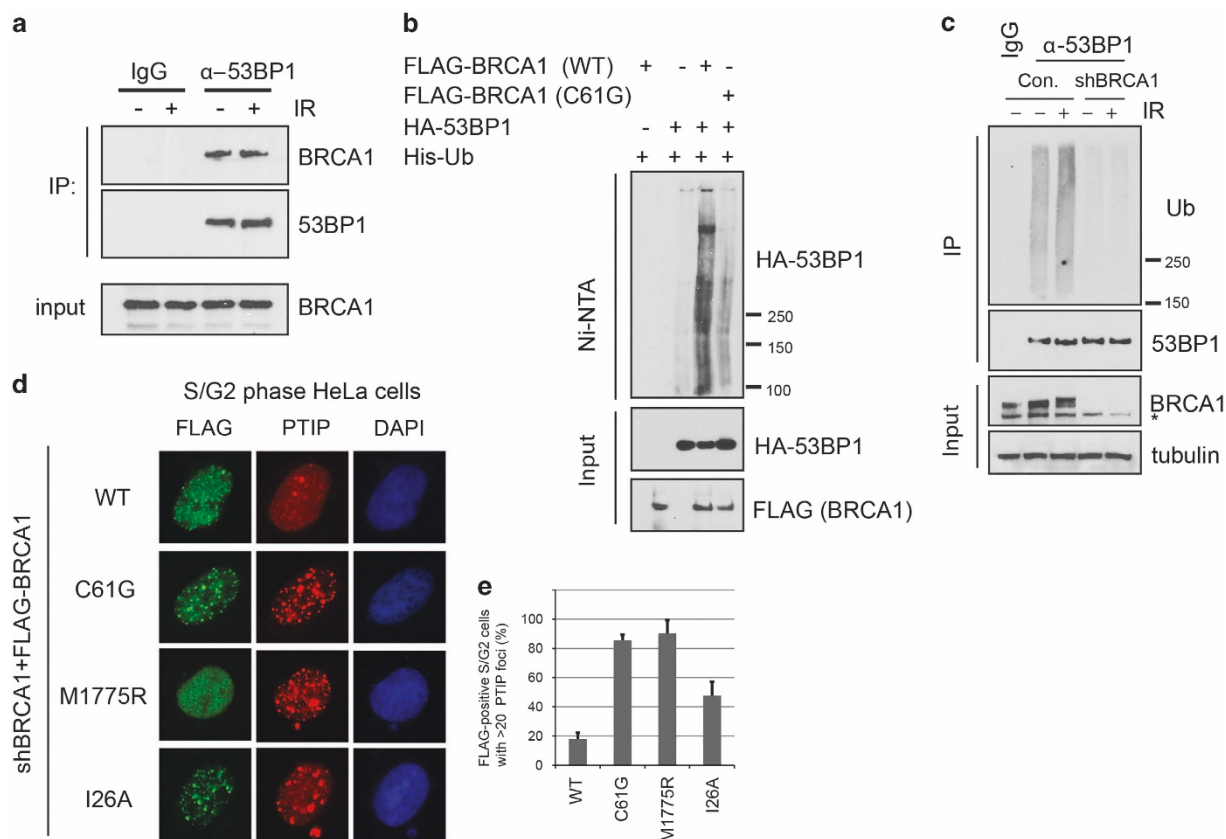 a
IgG
α–53BP1
- + - + IR
IP:
BRCA1
53BP1
input
BRCA1
b
FLAG-BRCA1 (WT) + - + -
FLAG-BRCA1 (C61G) +
HA-53BP1 - + + +
His-Ub + + + +
Ni-NTA
HA-53BP1
250
150
100
Input
HA-53BP1
FLAG (BRCA1)
c
IgG
α-53BP1
Con. shBRCA1
– – + – + IR
IP
Ub
250
150
53BP1
Input
BRCA1
*
tubulin
d
S/G2 phase HeLa cells
FLAG PTIP DAPI
shBRCA1+FLAG-BRCA1
WT
C61G
M1775R
I26A
e
FLAG-positive S/G2 cells
with >20 PTIP foci (%)
100
80
60
40
20
0
WT
C61G
M1775R
I26A